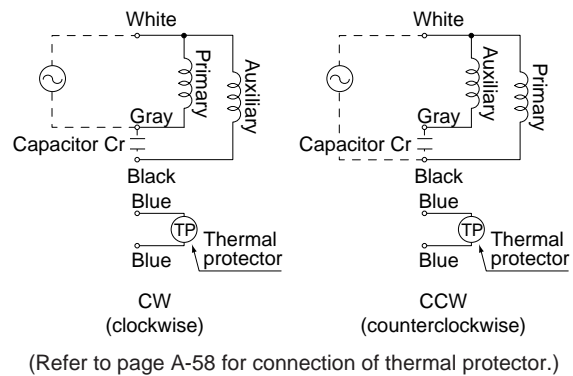 White
Primary
Auxiliary
Gray
Capacitor Cr
Black
Blue
TP
Thermal
protector
Blue
CW
(clockwise)
White
Auxiliary
Primary
Gray
Capacitor Cr
Black
Blue
TP
Thermal
protector
Blue
CCW
(counterclockwise)
(Refer to page A-58 for connection of thermal protector.)